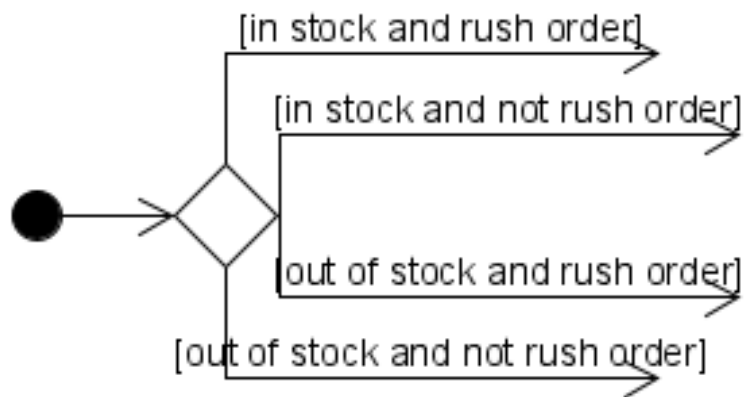 [in stock and rush order]
[in stock and not rush order]
[out of stock and rush order]
[out of stock and not rush order]